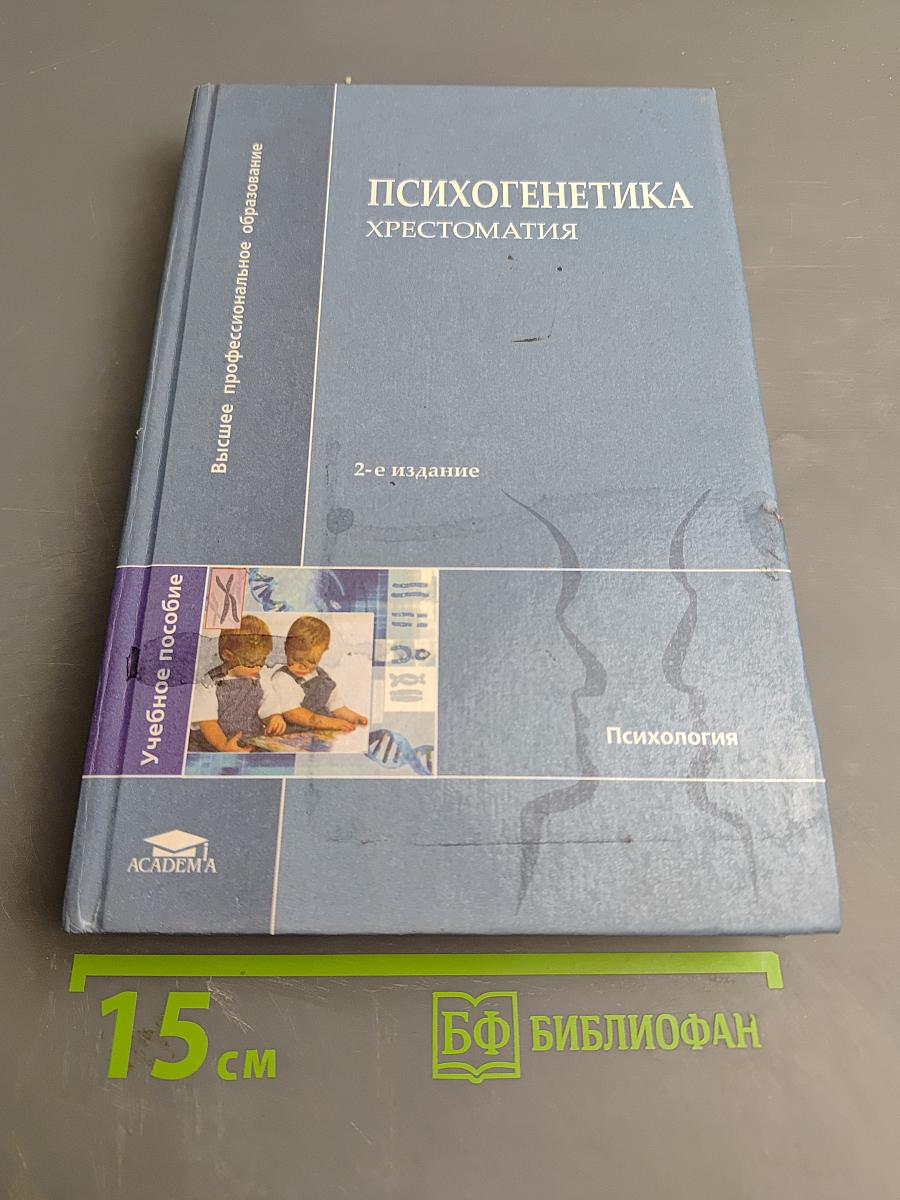 ПСИХОГЕНЕТИКА
ХРЕСТОМАТИЯ
Высшее профессиональное образование
2-е издание
Учебное пособие
Психология
ACADEMA
15 см
БФ БИБЛИОФАН